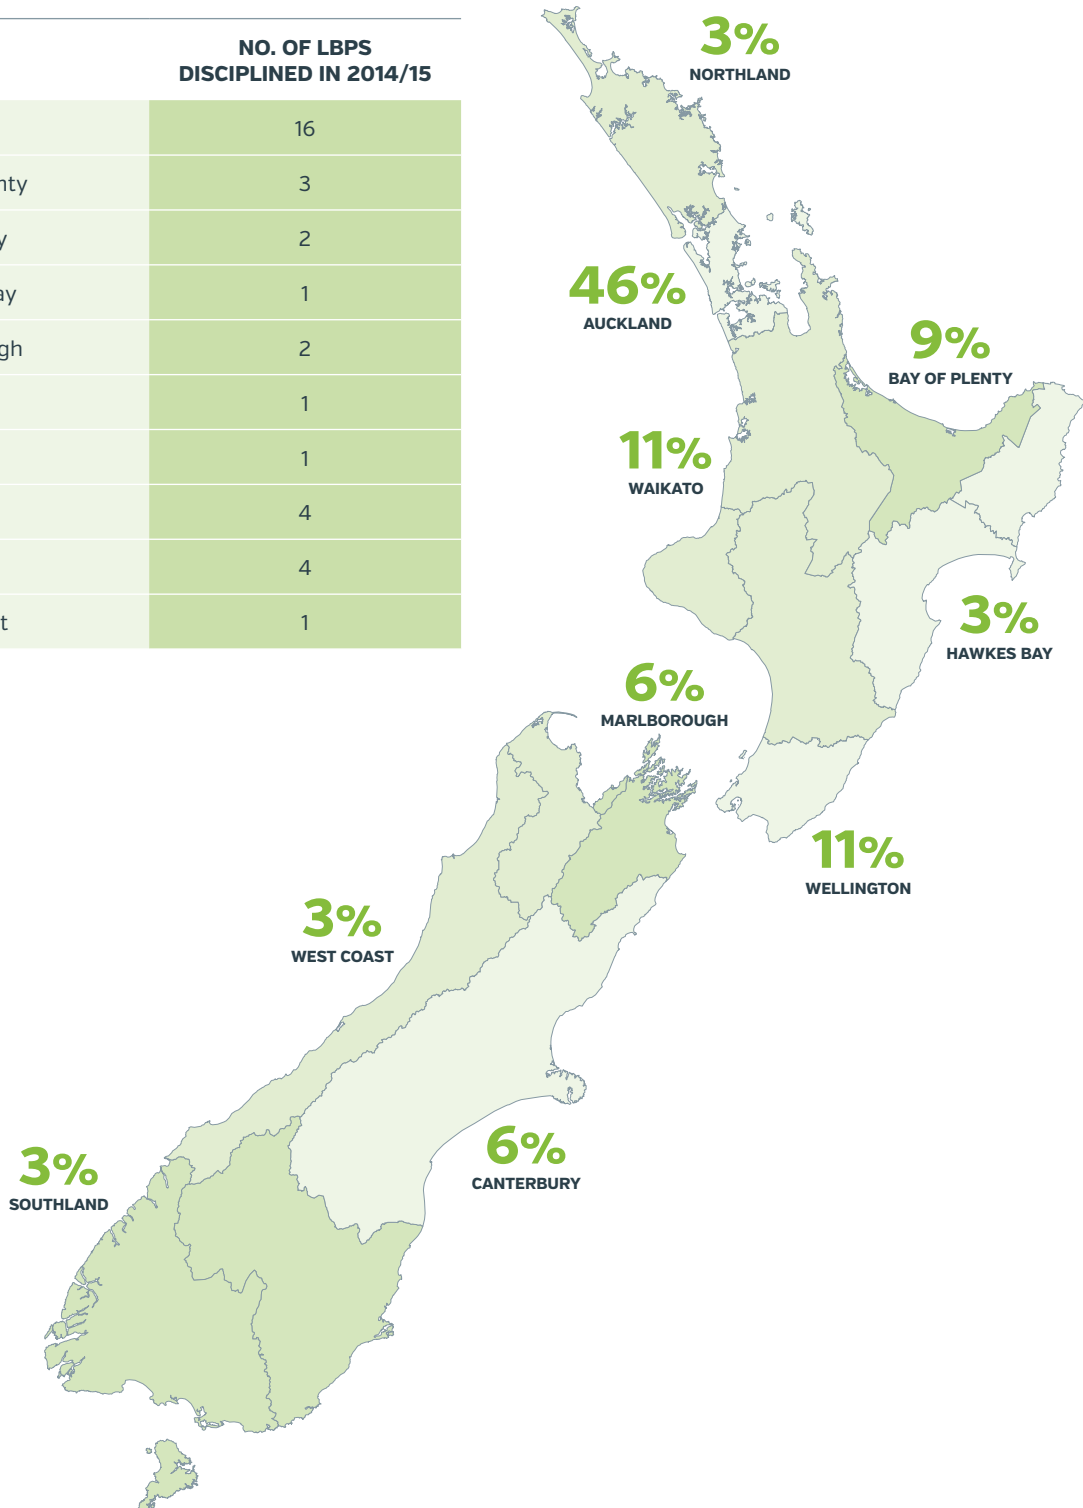 NO. OF LBPS
DISCIPLINED IN 2014/15
16
nty 3
y 2
ay 1
gh 2
1
1
4
4
t 1
3%
NORTHLAND
46%
AUCKLAND
9%
BAY OF PLENTY
11%
WAIKATO
3%
HAWKES BAY
6%
MARLBOROUGH
11%
WELLINGTON
3%
WEST COAST
6%
CANTERBURY
3%
SOUTHLAND